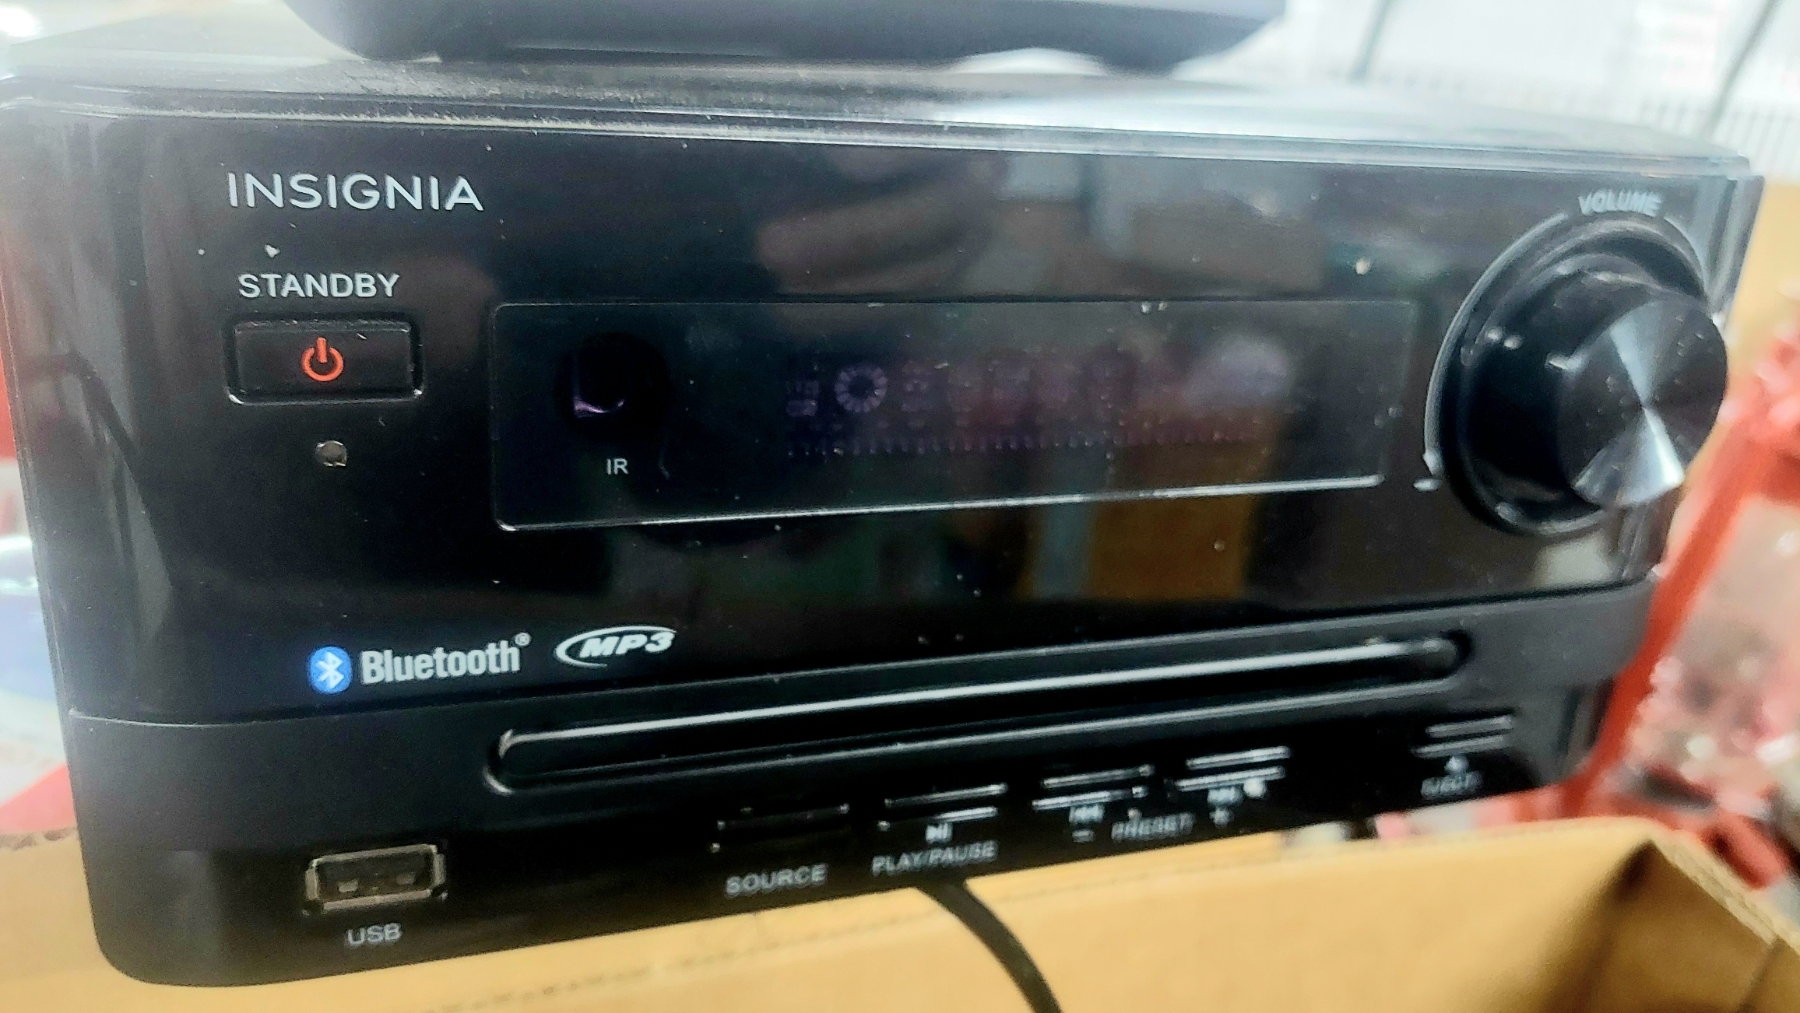 INSIGNIA
VOLUME
STANDBY
IR
Bluetooth®
MP3
SOURCE
PLAY/PAUSE
PRESET
EJECT
USB